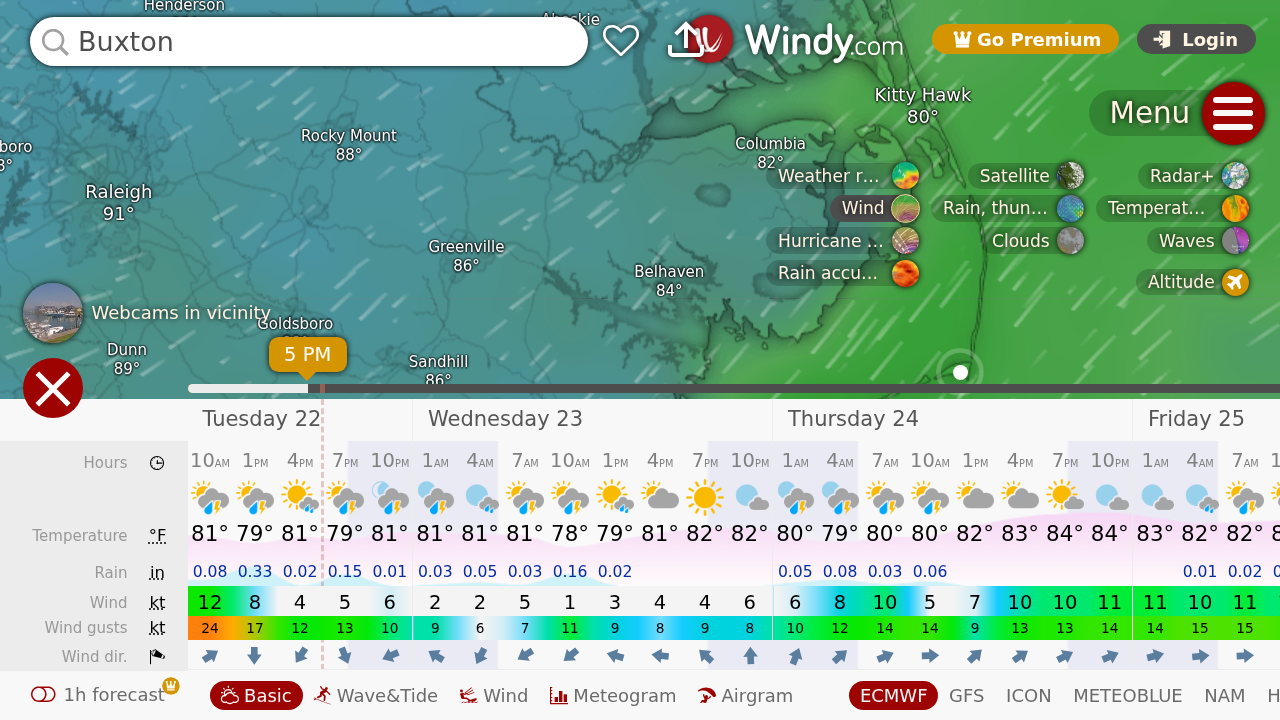 Henderson
Buxton
Windy.com
Go Premium
Login
Kitty Hawk
80°
Menu
Rocky Mount
88°
Columbia
82°
boro
Raleigh
91°
Weather r...
Satellite
Radar+
Wind
Rain, thun...
Temperat...
Hurricane ...
Clouds
Waves
Rain accu...
Altitude
Greenville
86°
Belhaven
84°
Webcams in vicinity
Goldsboro
Dunn
89°
5 PM
Sandhill
86°
Tuesday 22 Wednesday 23 Thursday 24 Friday 25
Hours 10AM 1PM 4PM 7PM 10PM 1AM 4AM 7AM 10AM 1PM 4PM 7PM 10PM 1AM 4AM 7AM 10AM 1PM 4PM 7PM 10PM 1AM 4AM 7AM 1
Temperature °F 81° 79° 81° 79° 81° 81° 81° 81° 78° 79° 81° 82° 82° 80° 79° 80° 80° 82° 83° 84° 84° 83° 82° 82° 8
Rain in 0.08 0.33 0.02 0.15 0.01 0.03 0.05 0.03 0.16 0.02 0.05 0.08 0.03 0.06 0.01 0.02 0
Wind kt 12 8 4 5 6 2 2 5 1 3 4 4 6 6 8 10 5 7 10 10 11 11 10 11
Wind gusts kt 24 17 12 13 10 9 6 7 11 9 8 9 8 10 12 14 14 9 13 13 14 14 15 15
Wind dir.
1h forecast
Basic
Wave&Tide
Wind
Meteogram
Airgram
ECMWF
GFS
ICON
METEOBLUE
NAM
H